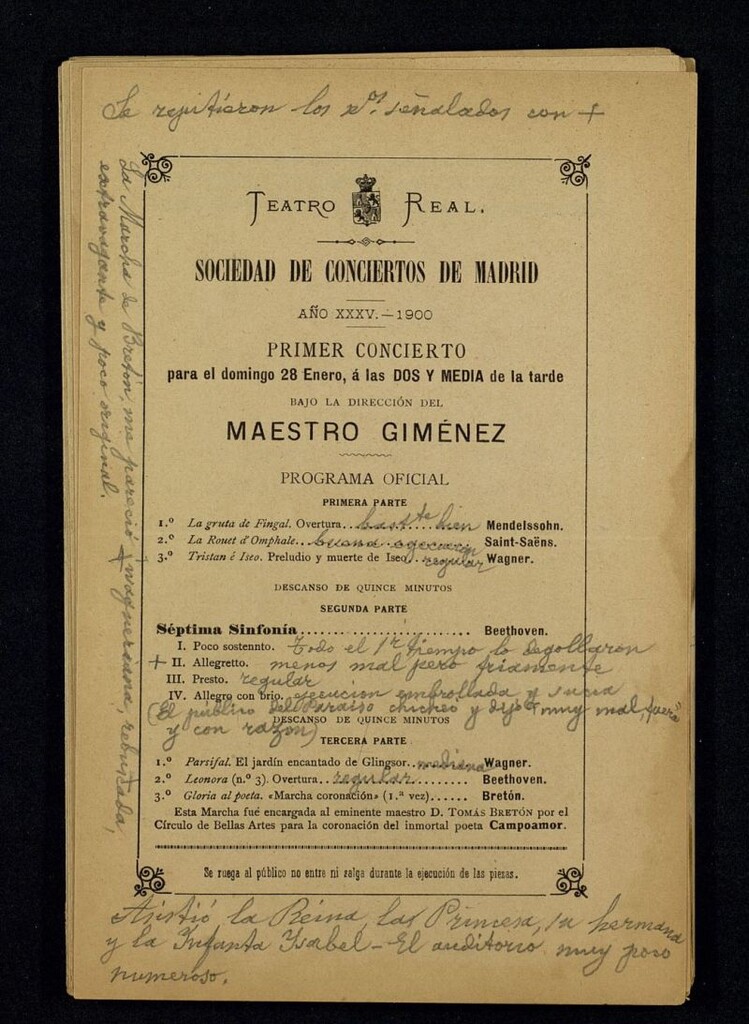 Se repitieron los nos señalados con +
TEATRO REAL.
SOCIEDAD DE CONCIERTOS DE MADRID
AÑO XXXV.—1900
PRIMER CONCIERTO
para el domingo 28 Enero, á las DOS Y MEDIA de la tarde
BAJO LA DIRECCIÓN DEL
MAESTRO GIMÉNEZ
PROGRAMA OFICIAL
PRIMERA PARTE
1.º La gruta de Fingal. Overtura.. bastte bien Mendelssohn.
2.º La Rouet d'Omphale... buena ejecución Saint-Saëns.
+ 3.º Tristan é Iseo. Preludio y muerte de Iseo.. regular Wagner.
DESCANSO DE QUINCE MINUTOS
SEGUNDA PARTE
Séptima Sinfonía........................ Beethoven.
I. Poco sostennto. Todo el 1er tiempo lo degollaron
+ II. Allegretto. menos mal pero friamente
III. Presto. regular
IV. Allegro con brio. ejecucion embrollada y sucia
(El público del Paraiso chicheó y dijo "muy mal, fuera"
DESCANSO DE QUINCE MINUTOS
y con razon)
TERCERA PARTE
1.º Parsifal. El jardín encantado de Glingsor.. mediana Wagner.
2.º Leonora (n.º 3). Overtura.. regular....... Beethoven.
3.º Gloria al poeta. «Marcha coronación» (1.ª vez)...... Bretón.
Esta Marcha fué encargada al eminente maestro D. TOMÁS BRETÓN por el
Círculo de Bellas Artes para la coronación del inmortal poeta Campoamor.
Se ruega al público no entre ni salga durante la ejecución de las piezas.
Asistió la Reina, las Princesa, su hermana
y la Infanta Ysabel – El auditorio muy poco
numeroso.
La Marcha de Bretón, me pareció wagneriana, rebuscada,
extravagante y poco original.